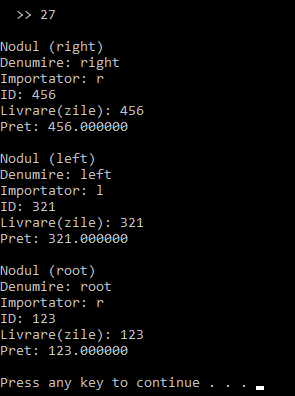 >> 27
Nodul (right)
Denumire: right
Importator: r
ID: 456
Livrare(zile): 456
Pret: 456.000000
Nodul (left)
Denumire: left
Importator: l
ID: 321
Livrare(zile): 321
Pret: 321.000000
Nodul (root)
Denumire: root
Importator: r
ID: 123
Livrare(zile): 123
Pret: 123.000000
Press any key to continue . . .